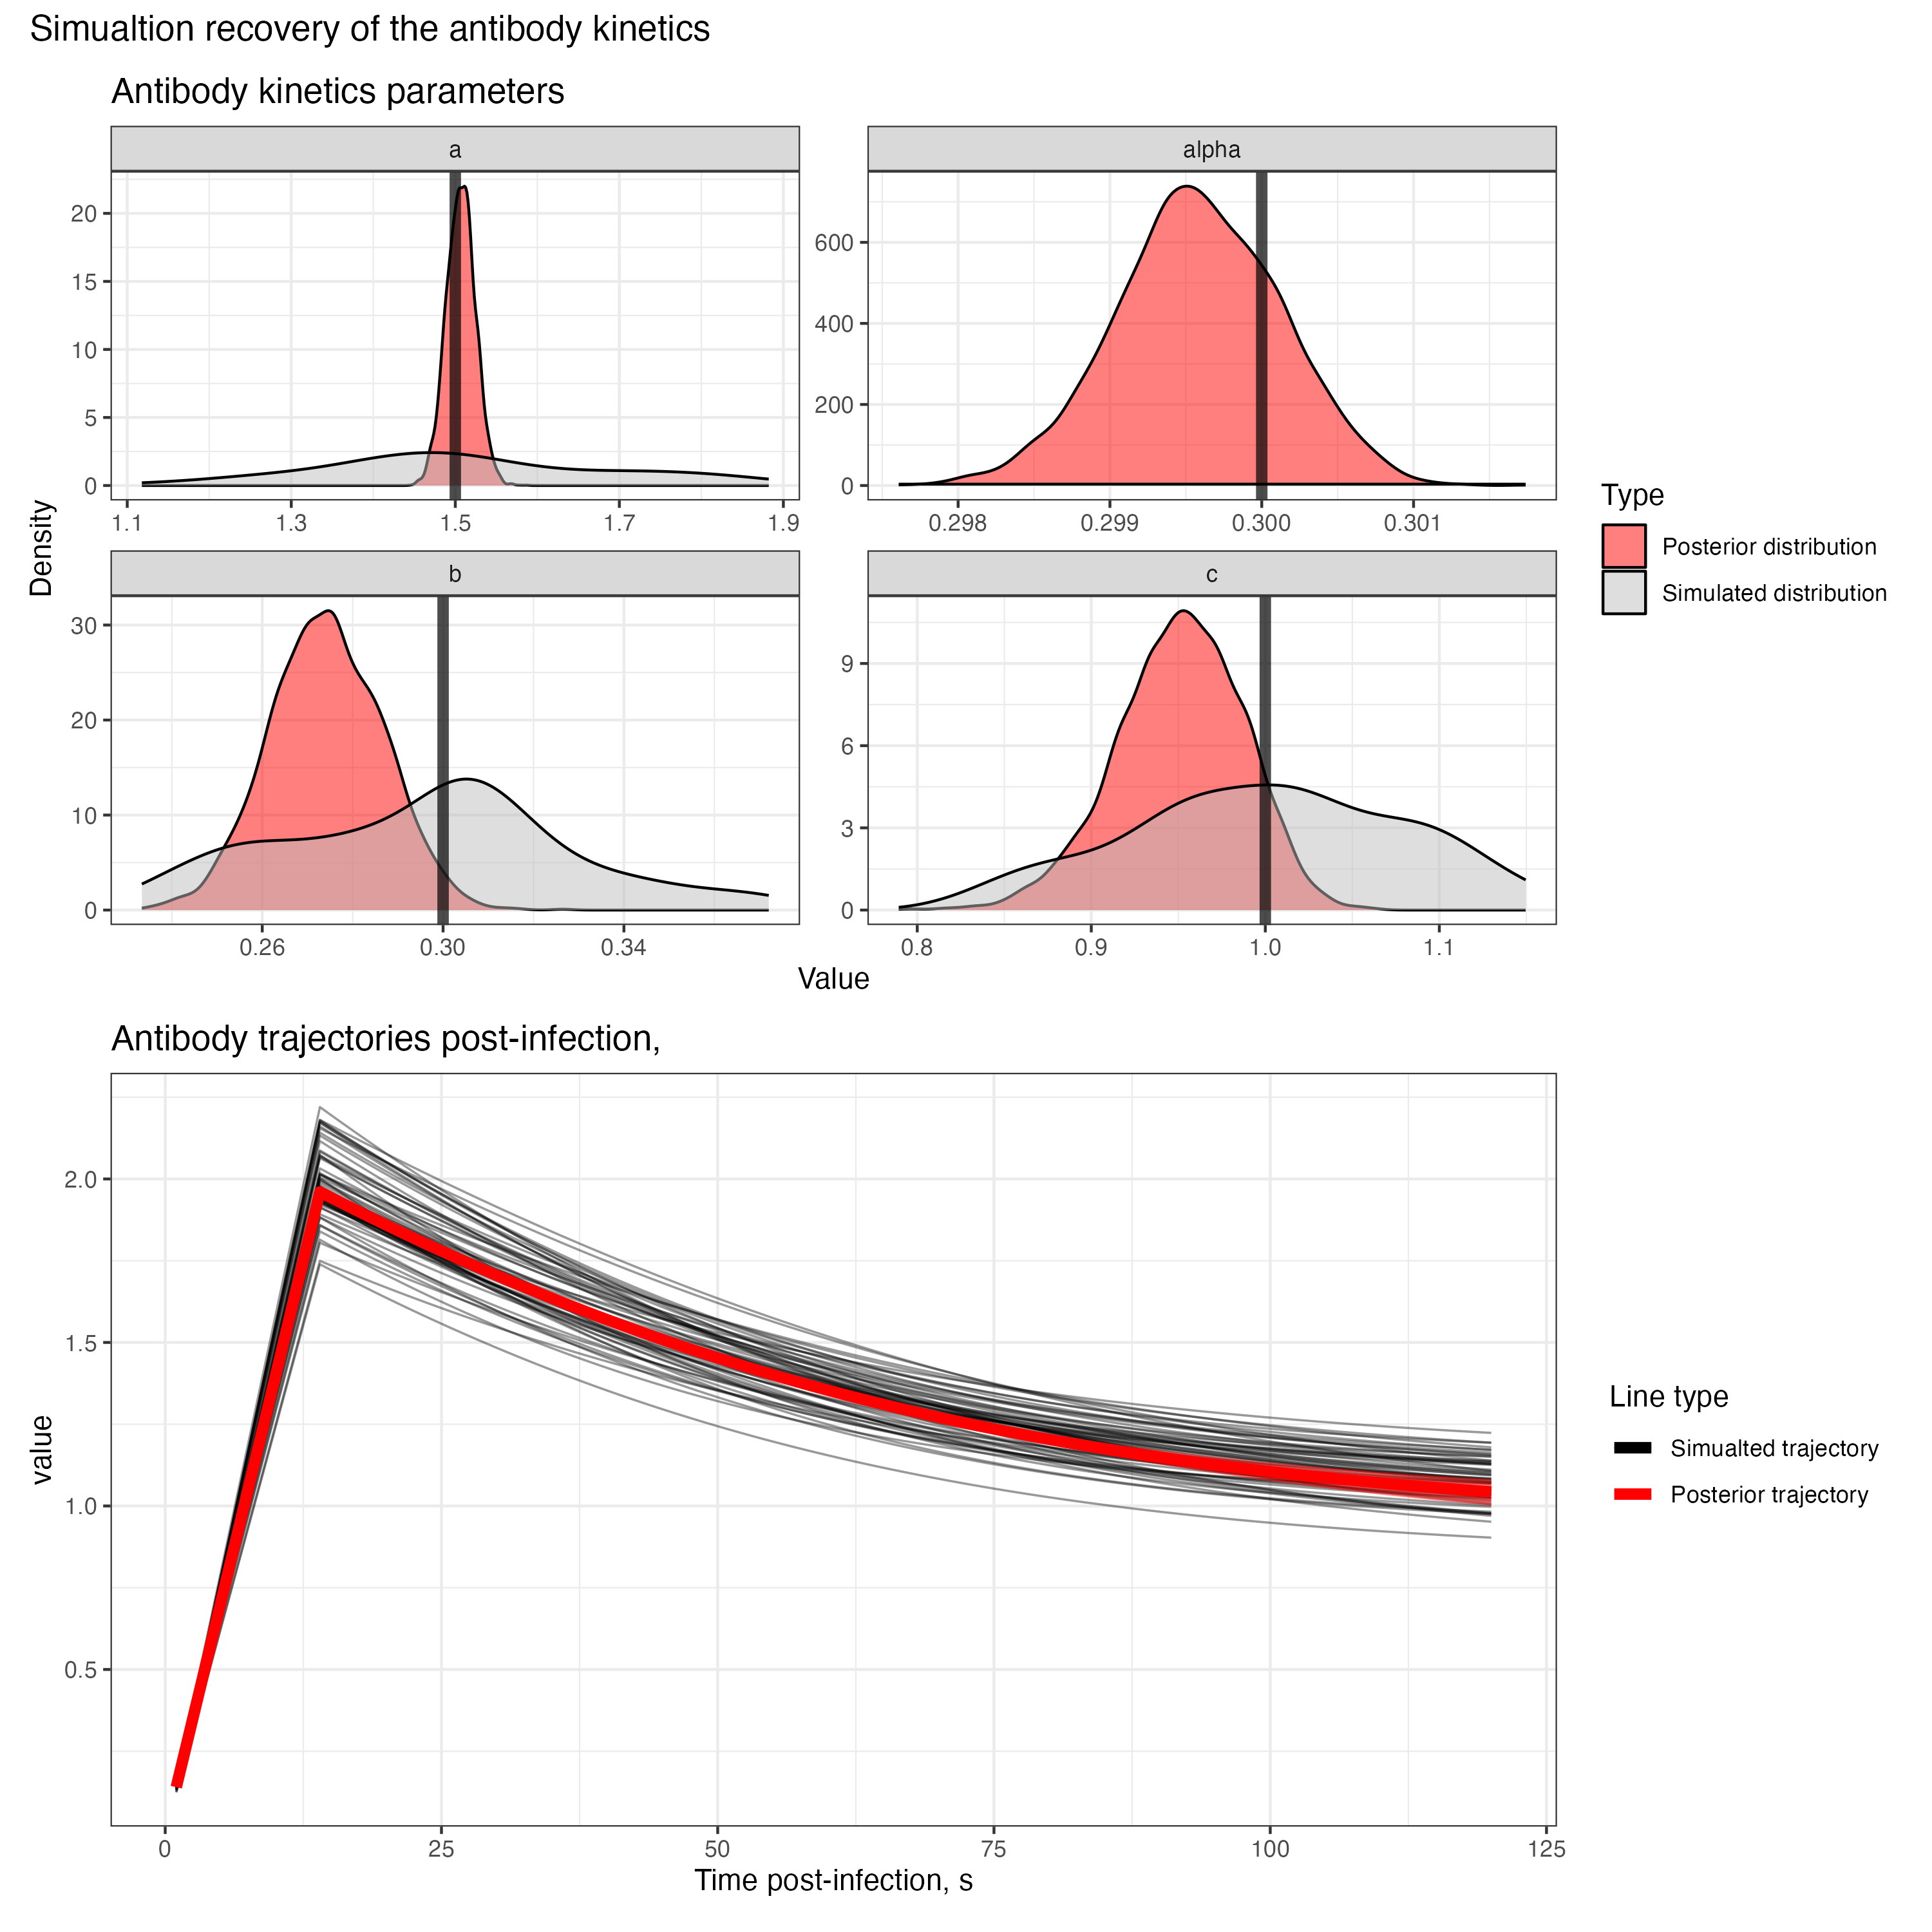 Simualtion recovery of the antibody kinetics
Antibody kinetics parameters
a
alpha
20
15
10
5
0
600
400
200
0
1.1 1.3 1.5 1.7 1.9
0.298 0.299 0.300 0.301
b
c
30
20
10
0
9
6
3
0
0.26 0.30 0.34
0.8 0.9 1.0 1.1
Density
Value
Type
Posterior distribution
Simulated distribution
Antibody trajectories post-infection,
2.0
1.5
1.0
0.5
value
0 25 50 75 100 125
Time post-infection, s
Line type
Simualted trajectory
Posterior trajectory